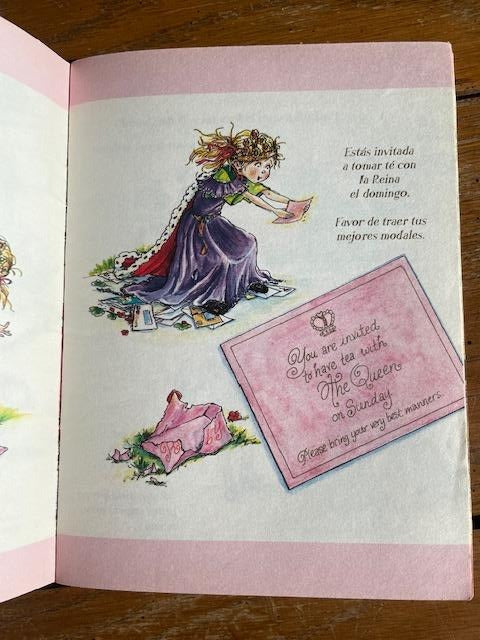 Estás invitada
a tomar té con
la Reina
el domingo.
Favor de traer tus
mejores modales.
You are invited
to have tea with
The Queen
on Sunday
Please bring your very best manners.